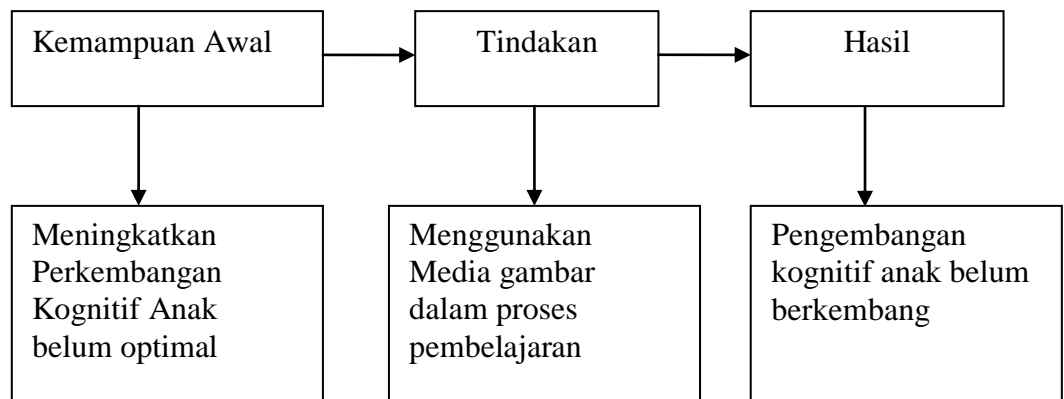 Kemampuan Awal
Tindakan
Hasil
Meningkatkan
Perkembangan
Kognitif Anak
belum optimal
Menggunakan
Media gambar
dalam proses
pembelajaran
Pengembangan
kognitif anak belum
berkembang